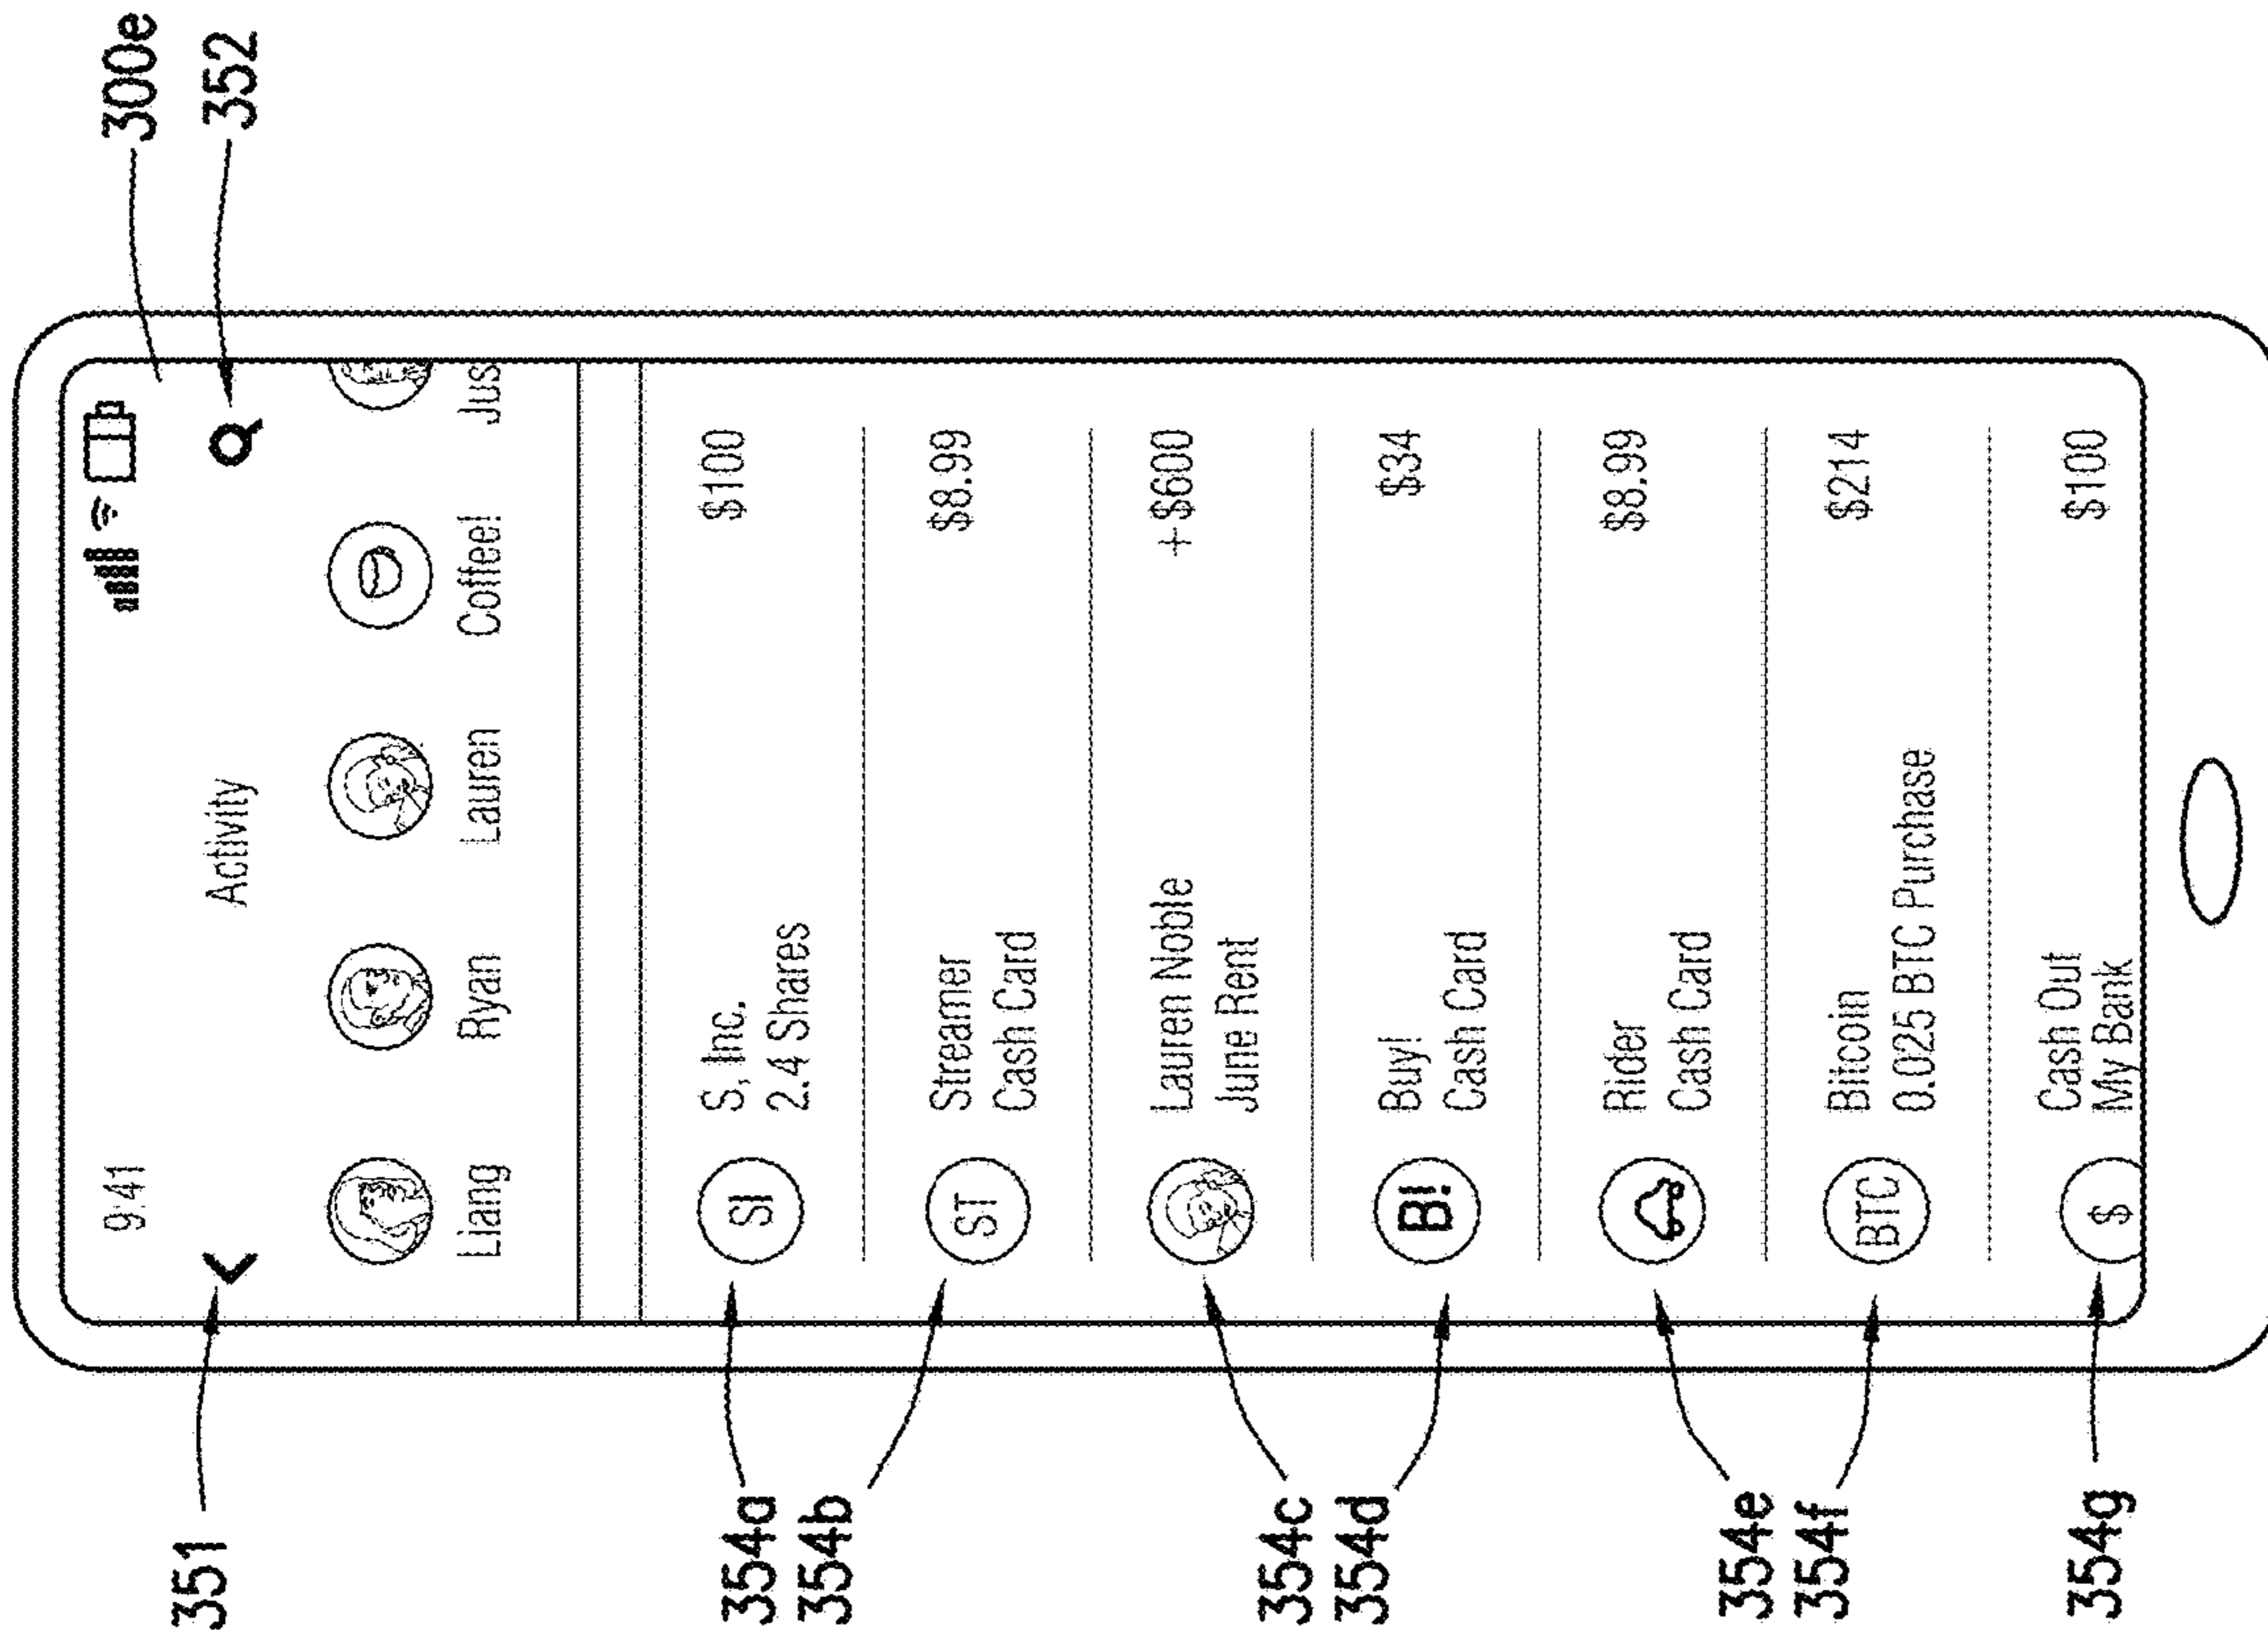 300e
352
9:41
351
Activity
Liang
Ryan
Lauren
Coffee!
Jus
354a
SI
S, Inc.
$100
2.4 Shares
354b
ST
Streamer
$8.99
Cash Card
354c
Lauren Noble
+$600
June Rent
354d
B!
Buy!
$34
Cash Card
354e
Rider
$8.99
Cash Card
354f
BTC
Bitcoin
$214
0.025 BTC Purchase
354g
$
Cash Out
$100
My Bank